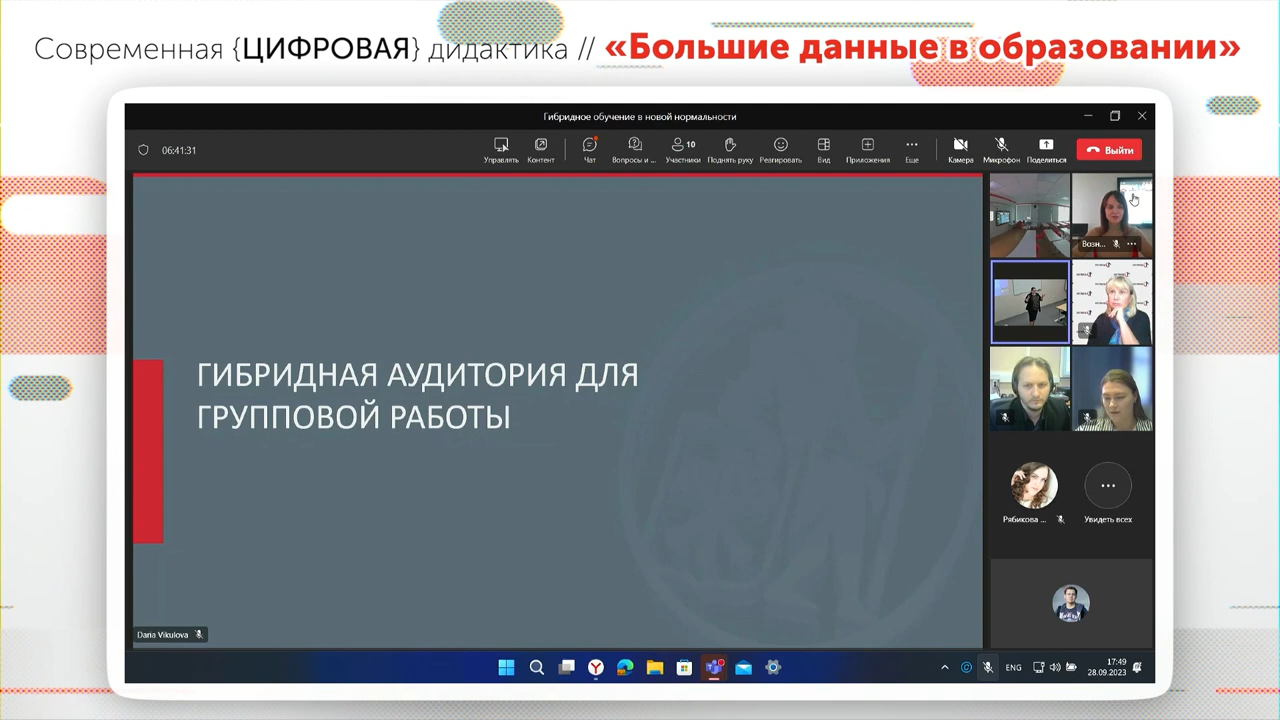 Современная {ЦИФРОВАЯ} дидактика // «Большие данные в образовании»
Гибридное обучение в новой нормальности
06:41:31
Управлять
Контент
Чат
Вопросы и ...
10
Участники
Поднять руку
Реагировать
Вид
Приложения
Еще
Камера
Микрофон
Поделиться
Выйти
Возн...
ГИБРИДНАЯ АУДИТОРИЯ ДЛЯ
ГРУППОВОЙ РАБОТЫ
Рябикова ...
Увидеть всех
Daria Vikulova
ENG
17:49
28.09.2023